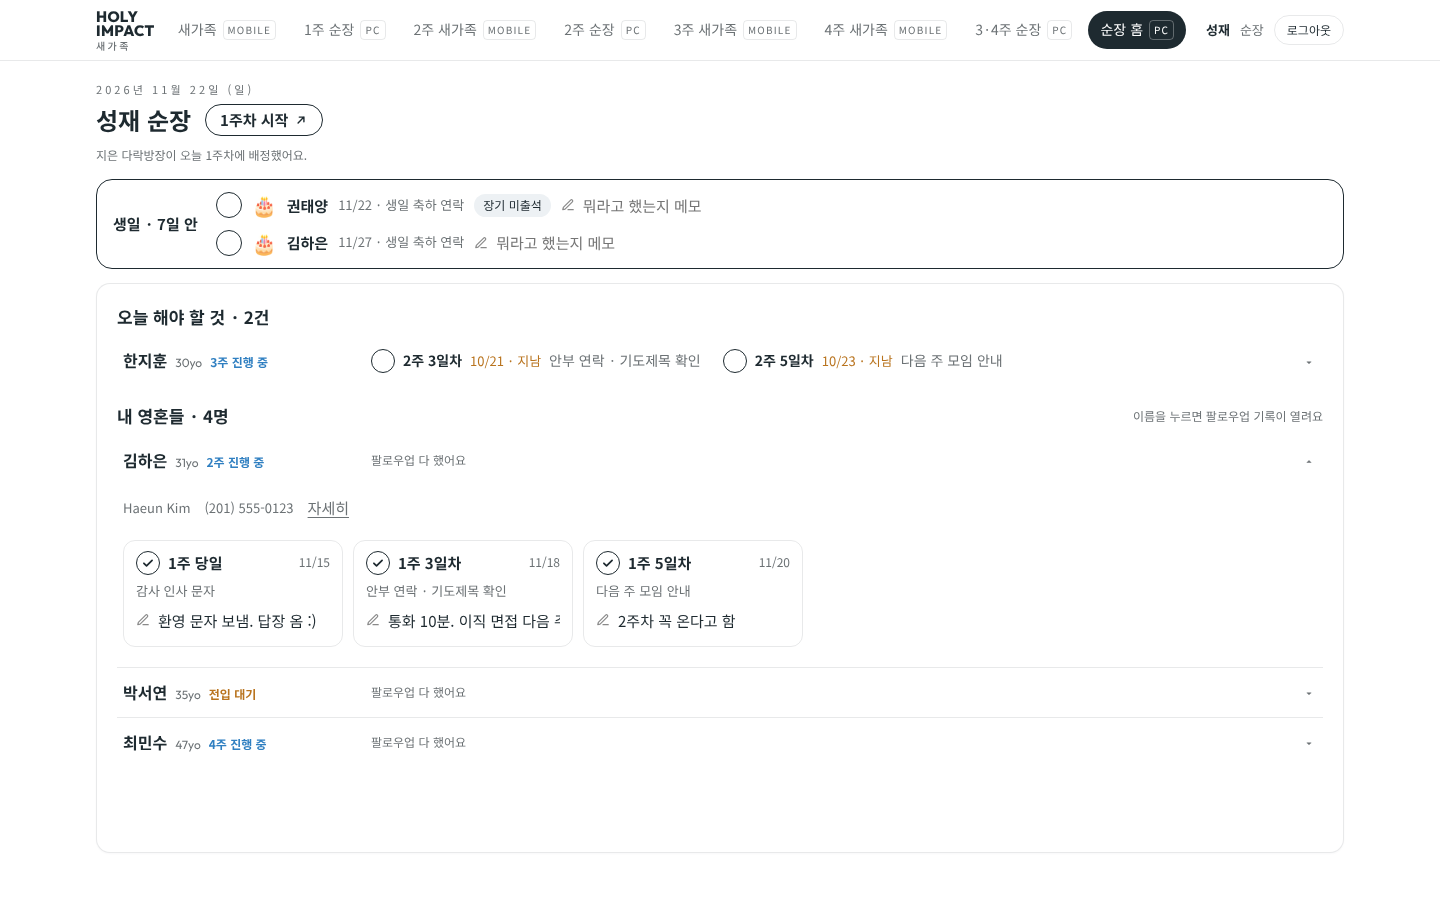 HOLY IMPACT 새가족
새가족 MOBILE 1주 순장 PC 2주 새가족 MOBILE 2주 순장 PC 3주 새가족 MOBILE 4주 새가족 MOBILE 3·4주 순장 PC 순장 홈 PC 성재 순장 로그아웃
2026년 11월 22일 (일)
성재 순장 1주차 시작 ↗
지은 다락방장이 오늘 1주차에 배정했어요.
생일 · 7일 안
권태양 11/22 · 생일 축하 연락 장기 미출석 뭐라고 했는지 메모
김하은 11/27 · 생일 축하 연락 뭐라고 했는지 메모
오늘 해야 할 것 · 2건
한지훈 30yo 3주 진행 중 2주 3일차 10/21 · 지남 안부 연락 · 기도제목 확인 2주 5일차 10/23 · 지남 다음 주 모임 안내
내 영혼들 · 4명 이름을 누르면 팔로우업 기록이 열려요
김하은 31yo 2주 진행 중 팔로우업 다 했어요
Haeun Kim (201) 555-0123 자세히
1주 당일 11/15 1주 3일차 11/18 1주 5일차 11/20
감사 인사 문자 안부 연락 · 기도제목 확인 다음 주 모임 안내
환영 문자 보냄. 답장 옴 :) 통화 10분. 이직 면접 다음 2주차 꼭 온다고 함
박서연 35yo 전입 대기 팔로우업 다 했어요
최민수 47yo 4주 진행 중 팔로우업 다 했어요